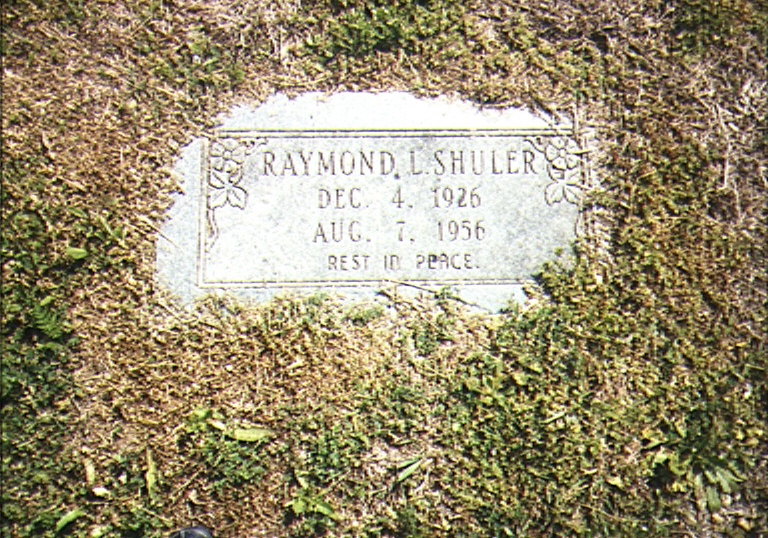 RAYMOND L. SHULER
DEC. 4. 1926
AUG. 7. 1956
REST IN PEACE.